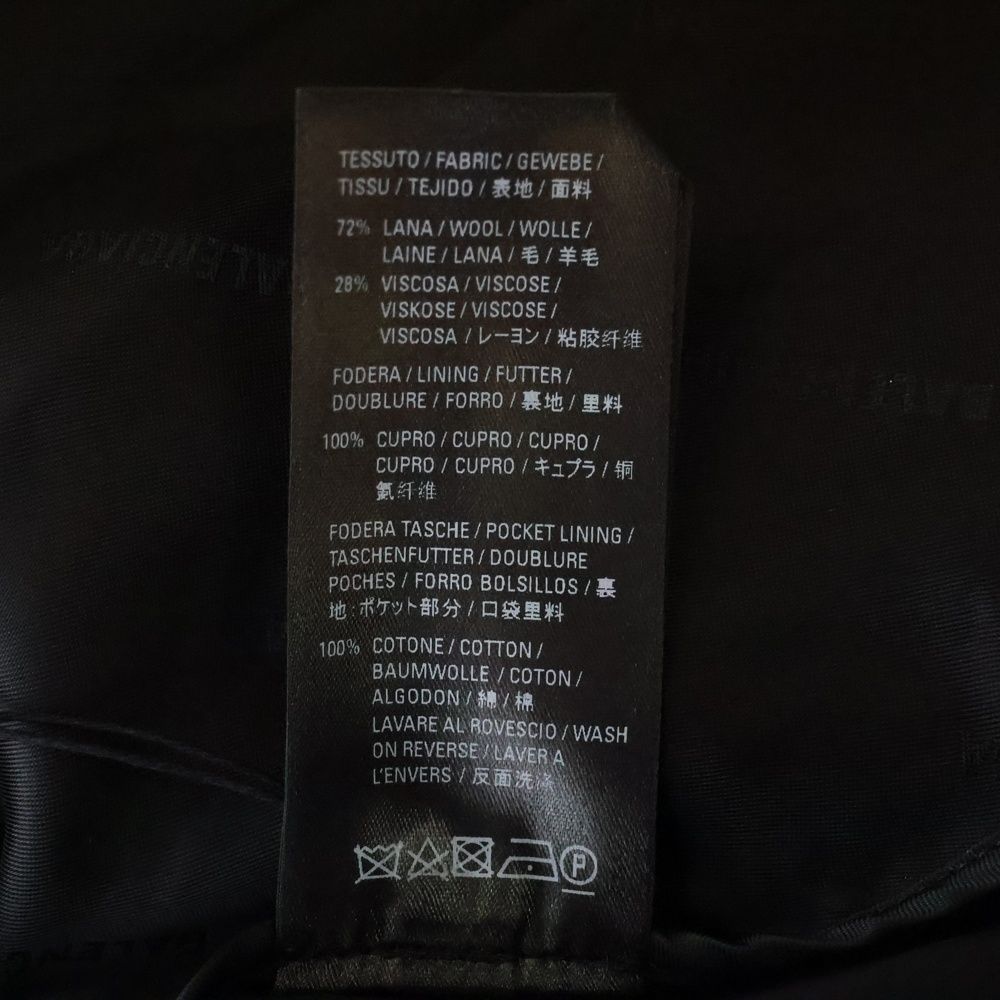 TESSUTO / FABRIC / GEWEBE /
TISSU / TEJIDO / 表地 / 面料
72% LANA / WOOL / WOLLE /
LAINE / LANA / 毛 / 羊毛
28% VISCOSA / VISCOSE /
VISKOSE / VISCOSE /
VISCOSA / レーヨン / 粘胶纤维
FODERA / LINING / FUTTER /
DOUBLURE / FORRO / 裏地 / 里料
100% CUPRO / CUPRO / CUPRO /
CUPRO / CUPRO / キュプラ / 铜
氨纤维
FODERA TASCHE / POCKET LINING /
TASCHENFUTTER / DOUBLURE
POCHES / FORRO BOLSILLOS / 裏
地:ポケット部分 / 口袋里料
100% COTONE / COTTON /
BAUMWOLLE / COTON /
ALGODON / 綿 / 棉
LAVARE AL ROVESCIO / WASH
ON REVERSE / LAVER A
L'ENVERS / 反面洗涤
P